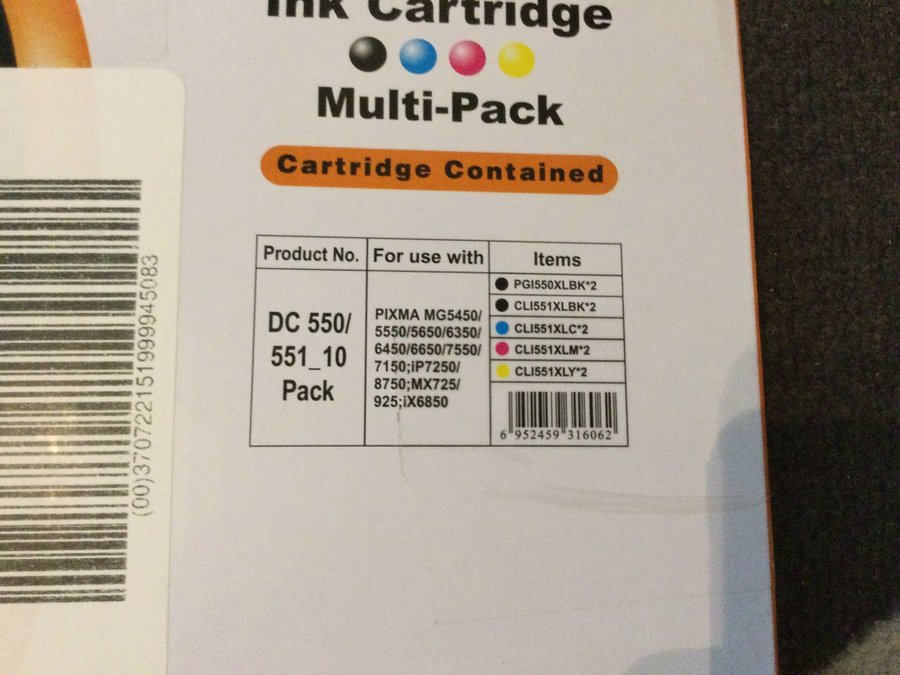 Ink Cartridge
Multi-Pack
Cartridge Contained
Product No.
For use with
Items
DC 550/
551_10
Pack
PIXMA MG5450/
5550/5650/6350/
6450/6650/7550/
7150;iP7250/
8750;MX725/
925;iX6850
PGI550XLBK*2
CLI551XLBK*2
CLI551XLC*2
CLI551XLM*2
CLI551XLY*2
6 952459 316062
(00)370722151999945083